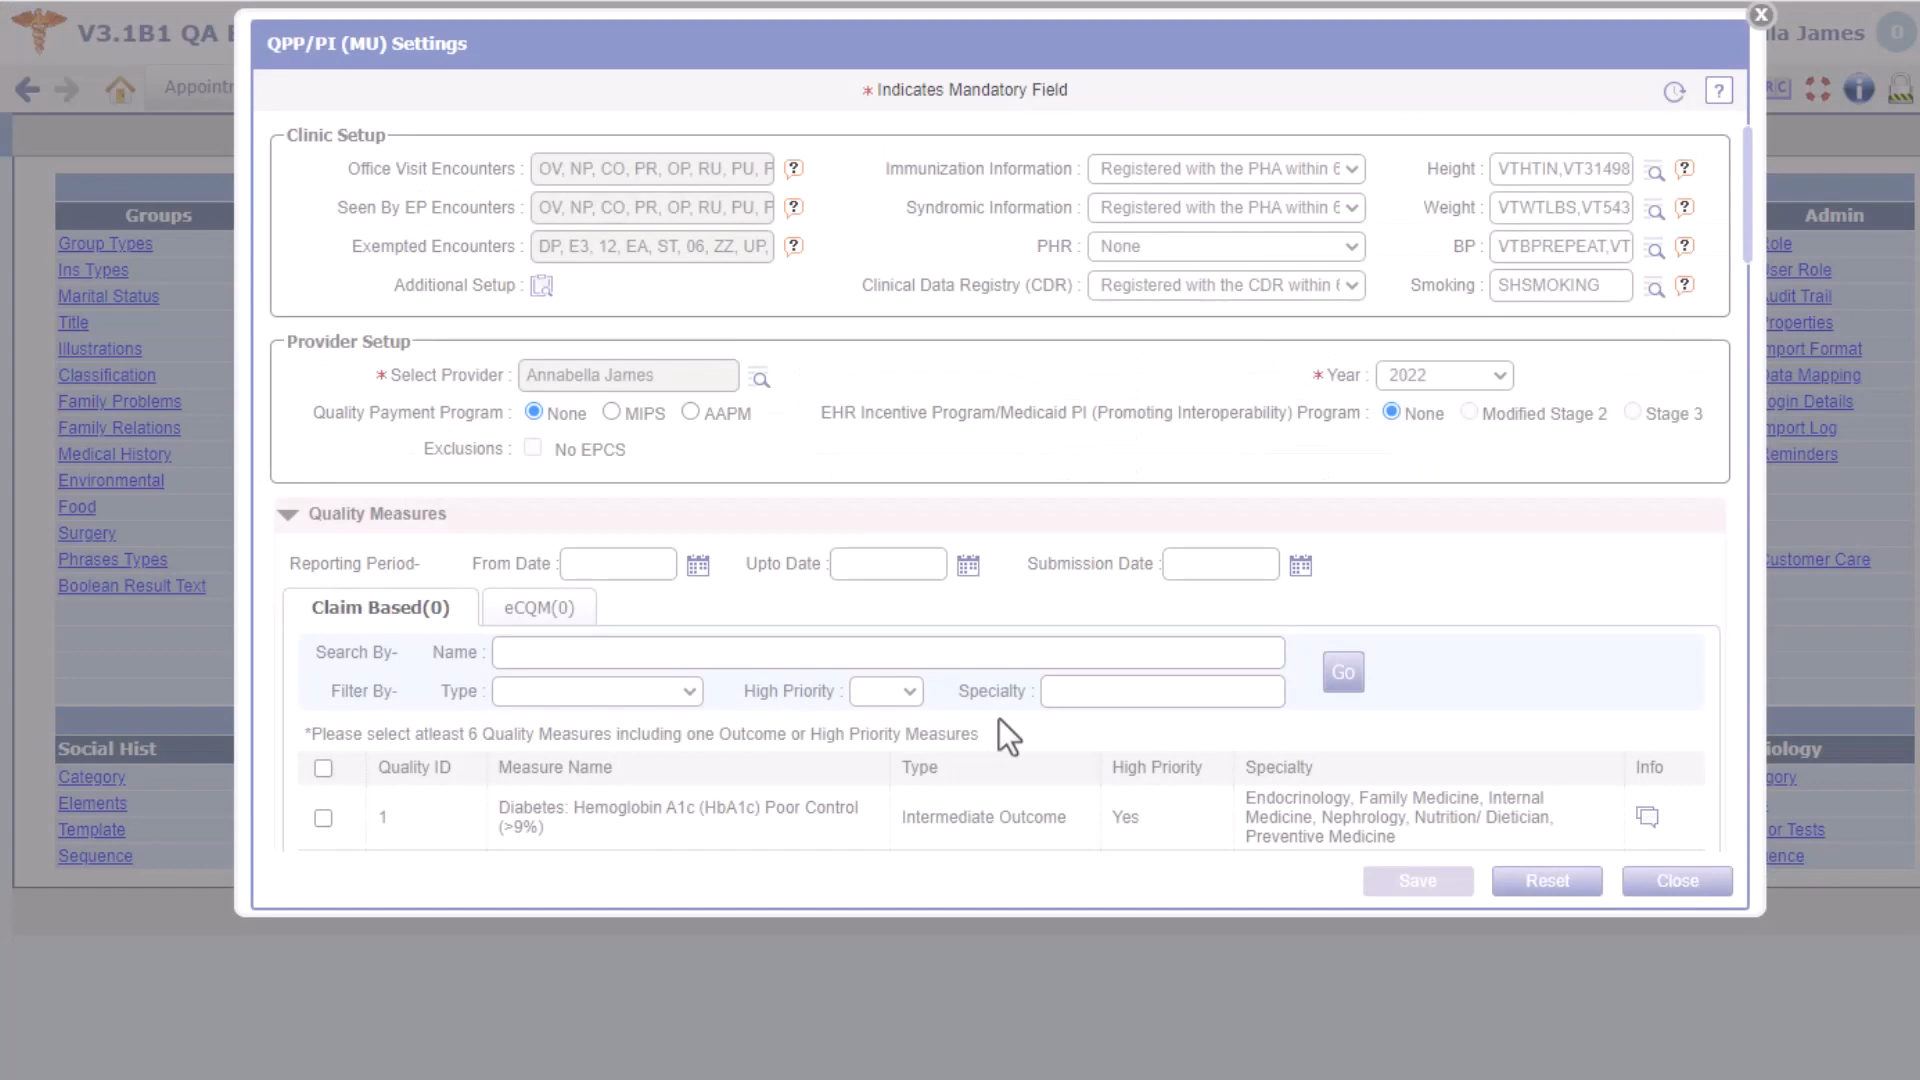 V3.1B1 QA
QPP/PI (MU) Settings
X
la James
0
Appointm
* Indicates Mandatory Field
?
RC
Clinic Setup
Office Visit Encounters : OV, NP, CO, PR, OP, RU, PU, P ? Immunization Information : Registered with the PHA within 6 Height : VTHTIN,VT31498 ?
Seen By EP Encounters : OV, NP, CO, PR, OP, RU, PU, P ? Syndromic Information : Registered with the PHA within 6 Weight : VTWTLBS,VT543 ?
Exempted Encounters : DP, E3, 12, EA, ST, 06, ZZ, UP, ? PHR : None BP : VTBPREPEAT,VT ?
Additional Setup : Clinical Data Registry (CDR) : Registered with the CDR within ( Smoking : SHSMOKING ?
Provider Setup
* Select Provider : Annabella James * Year : 2022
Quality Payment Program : None MIPS AAPM EHR Incentive Program/Medicaid PI (Promoting Interoperability) Program : None Modified Stage 2 Stage 3
Exclusions : No EPCS
Quality Measures
Reporting Period- From Date : Upto Date : Submission Date :
Claim Based(0) eCQM(0)
Search By- Name :
Go
Filter By- Type : High Priority : Specialty :
*Please select atleast 6 Quality Measures including one Outcome or High Priority Measures
Quality ID Measure Name Type High Priority Specialty Info
1 Diabetes: Hemoglobin A1c (HbA1c) Poor Control (>9%) Intermediate Outcome Yes Endocrinology, Family Medicine, Internal Medicine, Nephrology, Nutrition/ Dietician, Preventive Medicine
Save Reset Close
Groups
Group Types
Ins Types
Marital Status
Title
Illustrations
Classification
Family Problems
Family Relations
Medical History
Environmental
Food
Surgery
Phrases Types
Boolean Result Text
Social Hist
Category
Elements
Template
Sequence
Admin
ole
User Role
udit Trail
roperties
mport Format
Data Mapping
ogin Details
mport Log
Reminders
Customer Care
iology
gory
or Tests
ence